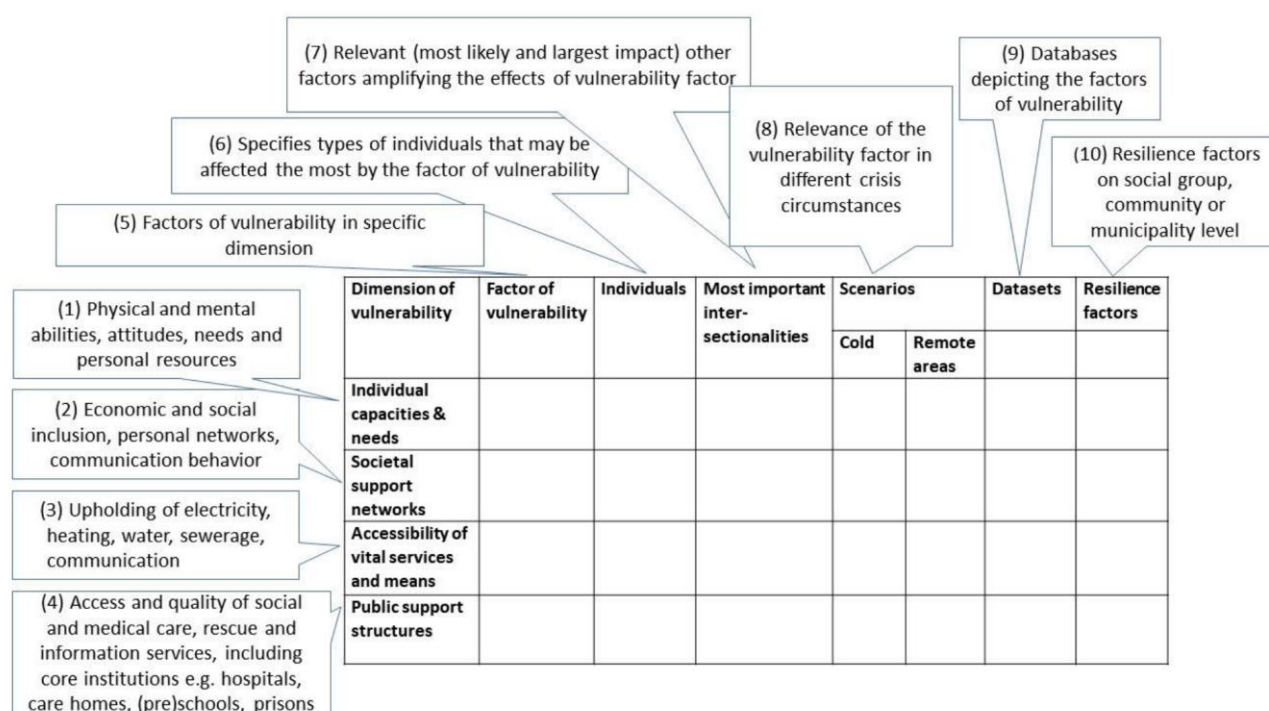 (7) Relevant (most likely and largest impact) other
factors amplifying the effects of vulnerability factor
(9) Databases
depicting the factors
of vulnerability
(6) Specifies types of individuals that may be
affected the most by the factor of vulnerability
(8) Relevance of the
vulnerability factor in
different crisis
circumstances
(10) Resilience factors
on social group,
community or
municipality level
(5) Factors of vulnerability in specific
dimension
(1) Physical and mental
abilities, attitudes, needs and
personal resources
(2) Economic and social
inclusion, personal networks,
communication behavior
(3) Upholding of electricity,
heating, water, sewerage,
communication
(4) Access and quality of social
and medical care, rescue and
information services, including
core institutions e.g. hospitals,
care homes, (pre)schools, prisons
Dimension of
vulnerability
Factor of
vulnerability
Individuals
Most important
inter-
sectionalities
Scenarios
Datasets
Resilience
factors
Cold
Remote
areas
Individual
capacities &
needs
Societal
support
networks
Accessibility of
vital services
and means
Public support
structures